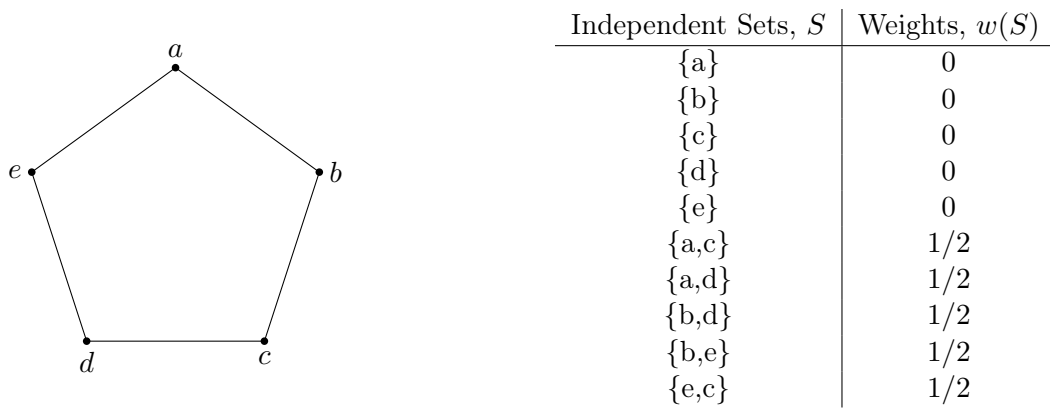 a
e
b
d
c
Independent Sets, S | Weights, w(S)
{a} | 0
{b} | 0
{c} | 0
{d} | 0
{e} | 0
{a,c} | 1/2
{a,d} | 1/2
{b,d} | 1/2
{b,e} | 1/2
{e,c} | 1/2